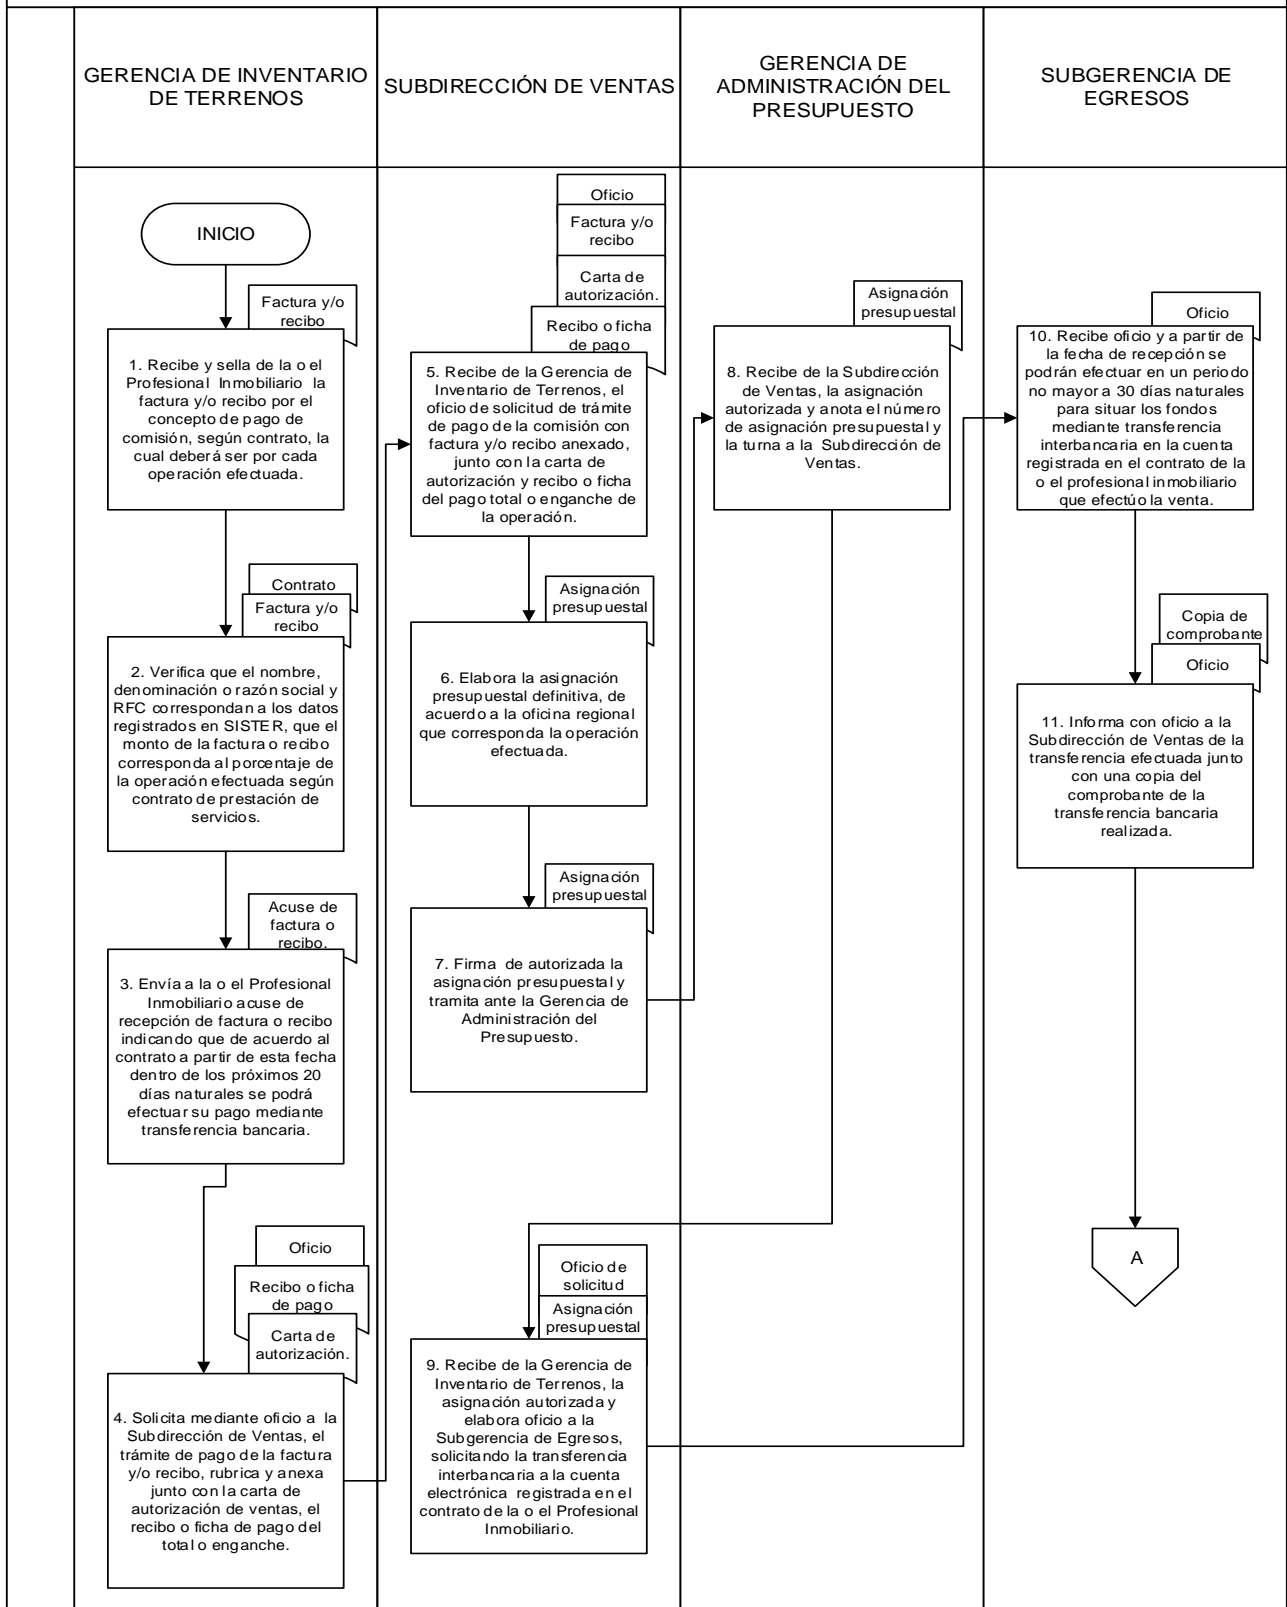 GERENCIA DE INVENTARIO
DE TERRENOS
SUBDIRECCIÓN DE VENTAS
GERENCIA DE
ADMINISTRACIÓN DEL
PRESUPUESTO
SUBGERENCIA DE
EGRESOS
INICIO
Factura y/o
recibo
1. Recibe y sella de la o el
Profesional Inmobiliario la
factura y/o recibo por el
concepto de pago de
comisión, según contrato, la
cual deberá ser por cada
operación efectuada.
Contrato
Factura y/o
recibo
2. Verifica que el nombre,
denominación o razón social y
RFC correspondan a los datos
registrados en SISTER, que el
monto de la factura o recibo
corresponda al porcentaje de
la operación efectuada según
contrato de prestación de
servicios.
Acuse de
factura o
recibo.
3. Envía a la o el Profesional
Inmobiliario acuse de
recepción de factura o recibo
indicando que de acuerdo al
contrato a partir de esta fecha
dentro de los próximos 20
días naturales se podrá
efectuar su pago mediante
transferencia bancaria.
Oficio
Recibo o ficha
de pago
Carta de
autorización.
4. Solicita mediante oficio a la
Subdirección de Ventas, el
trámite de pago de la factura
y/o recibo, rubrica y anexa
junto con la carta de
autorización de ventas, el
recibo o ficha de pago del
total o enganche.
Oficio
Factura y/o
recibo
Carta de
autorización.
Recibo o ficha
de pago
5. Recibe de la Gerencia de
Inventario de Terrenos, el
oficio de solicitud de trámite
de pago de la comisión con
factura y/o recibo anexado,
junto con la carta de
autorización y recibo o ficha
del pago total o enganche de
la operación.
Asignación
presupuestal
6. Elabora la asignación
presupuestal definitiva, de
acuerdo a la oficina regional
que corresponda la operación
efectuada.
Asignación
presupuestal
7. Firma de autorizada la
asignación presupuestal y
tramita ante la Gerencia de
Administración del
Presupuesto.
Asignación
presupuestal
8. Recibe de la Subdirección
de Ventas, la asignación
autorizada y anota el número
de asignación presupuestal y
la turna a la Subdirección de
Ventas.
Oficio de
solicitud
Asignación
presupuestal
9. Recibe de la Gerencia de
Inventario de Terrenos, la
asignación autorizada y
elabora oficio a la
Subgerencia de Egresos,
solicitando la transferencia
interbancaria a la cuenta
electrónica registrada en el
contrato de la o el Profesional
Inmobiliario.
Oficio
10. Recibe oficio y a partir de
la fecha de recepción se
podrán efectuar en un periodo
no mayor a 30 días naturales
para situar los fondos
mediante transferencia
interbancaria en la cuenta
registrada en el contrato de la
o el profesional inmobiliario
que efectúo la venta.
Copia de
comprobante
Oficio
11. Informa con oficio a la
Subdirección de Ventas de la
transferencia efectuada junto
con una copia del
comprobante de la
transferencia bancaria
realizada.
A